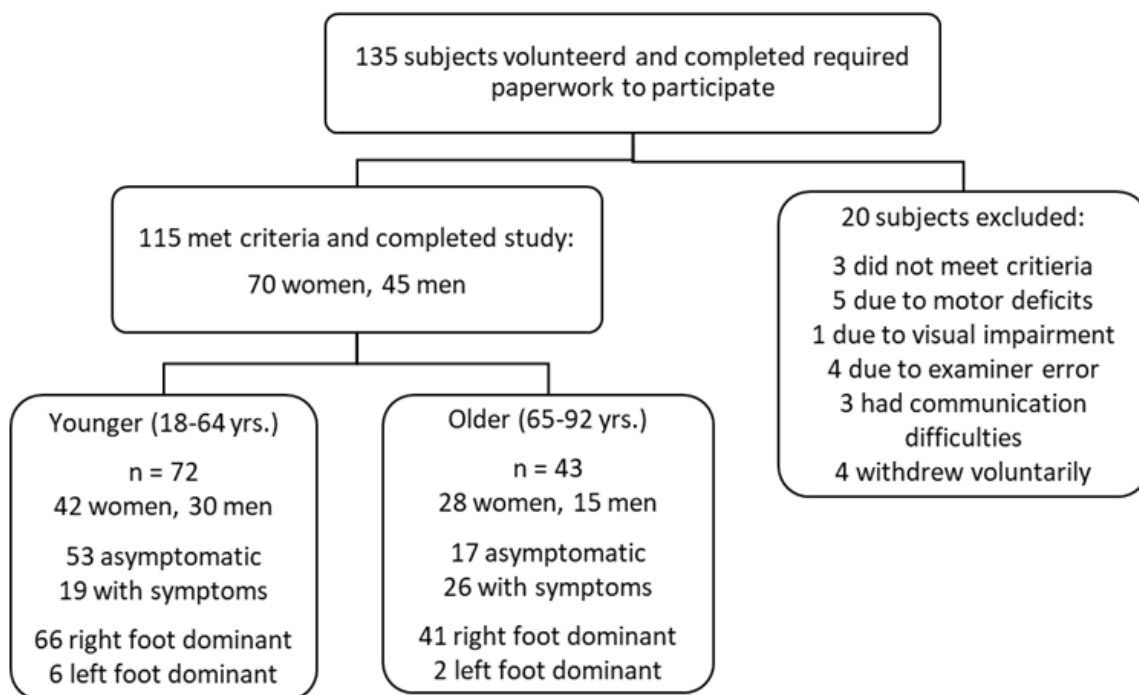 135 subjects volunteerd and completed required
paperwork to participate
115 met criteria and completed study:
70 women, 45 men
20 subjects excluded:
3 did not meet critieria
5 due to motor deficits
1 due to visual impairment
4 due to examiner error
3 had communication
difficulties
4 withdrew voluntarily
Younger (18-64 yrs.)
n = 72
42 women, 30 men
53 asymptomatic
19 with symptoms
66 right foot dominant
6 left foot dominant
Older (65-92 yrs.)
n = 43
28 women, 15 men
17 asymptomatic
26 with symptoms
41 right foot dominant
2 left foot dominant